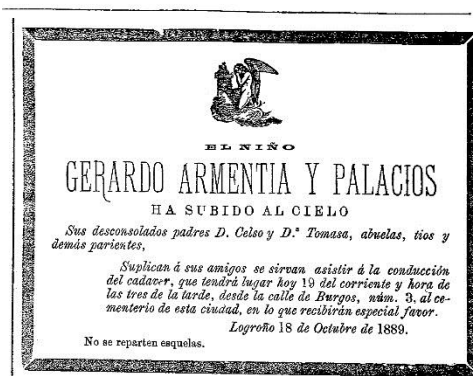 EL NIÑO
GERARDO ARMENTIA Y PALACIOS
HA SUBIDO AL CIELO
Sus desconsolados padres D. Celso y D.ª Tomasa, abuelas, tios y
demás parientes,
Suplican á sus amigos se sirvan asistir á la conducción
del cadaver, que tendrá lugar hoy 19 del corriente y hora de
las tres de la tarde, desde la calle de Burgos, núm. 3, al ce-
menterio de esta ciudad, en lo que recibirán especial favor.
Logroño 18 de Octubre de 1889.
No se reparten esquelas.